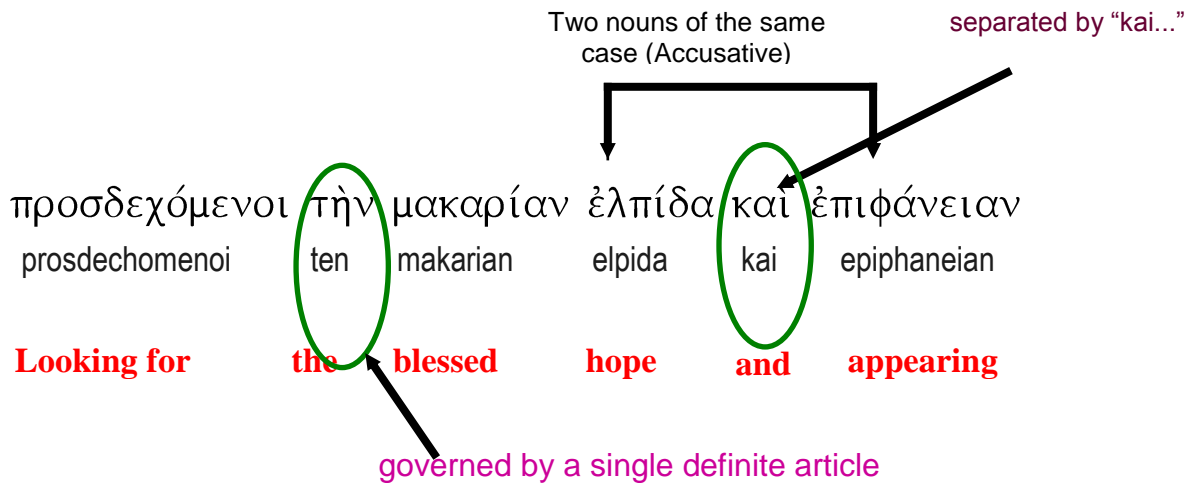 Two nouns of the same
case (Accusative)
separated by “kai...”
προσδεχόμενοι τὴν μακαρίαν ἐλπίδα καὶ ἐπιφάνειαν
prosdechomenoi ten makarian elpida kai epiphaneian
Looking for the blessed hope and appearing
governed by a single definite article